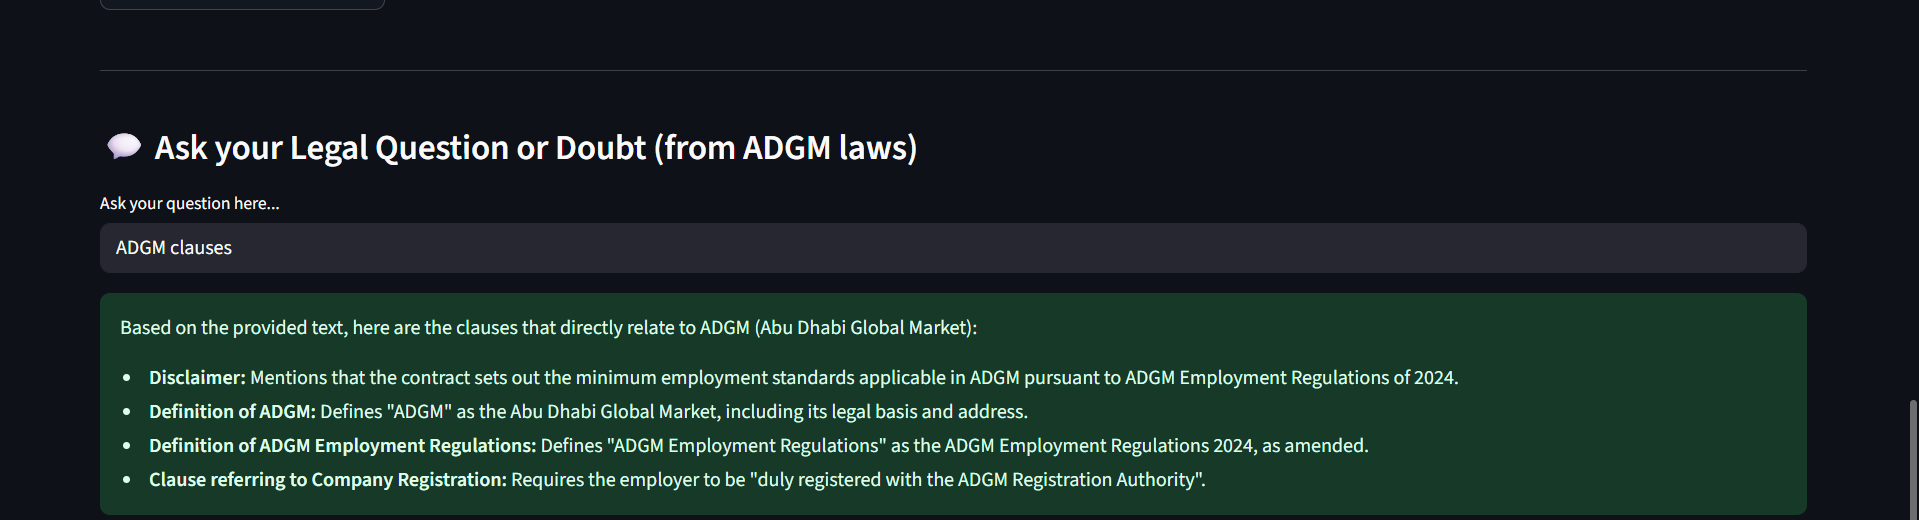 Ask your Legal Question or Doubt (from ADGM laws)
Ask your question here...
ADGM clauses
Based on the provided text, here are the clauses that directly relate to ADGM (Abu Dhabi Global Market):
• Disclaimer: Mentions that the contract sets out the minimum employment standards applicable in ADGM pursuant to ADGM Employment Regulations of 2024.
• Definition of ADGM: Defines "ADGM" as the Abu Dhabi Global Market, including its legal basis and address.
• Definition of ADGM Employment Regulations: Defines "ADGM Employment Regulations" as the ADGM Employment Regulations 2024, as amended.
• Clause referring to Company Registration: Requires the employer to be "duly registered with the ADGM Registration Authority".